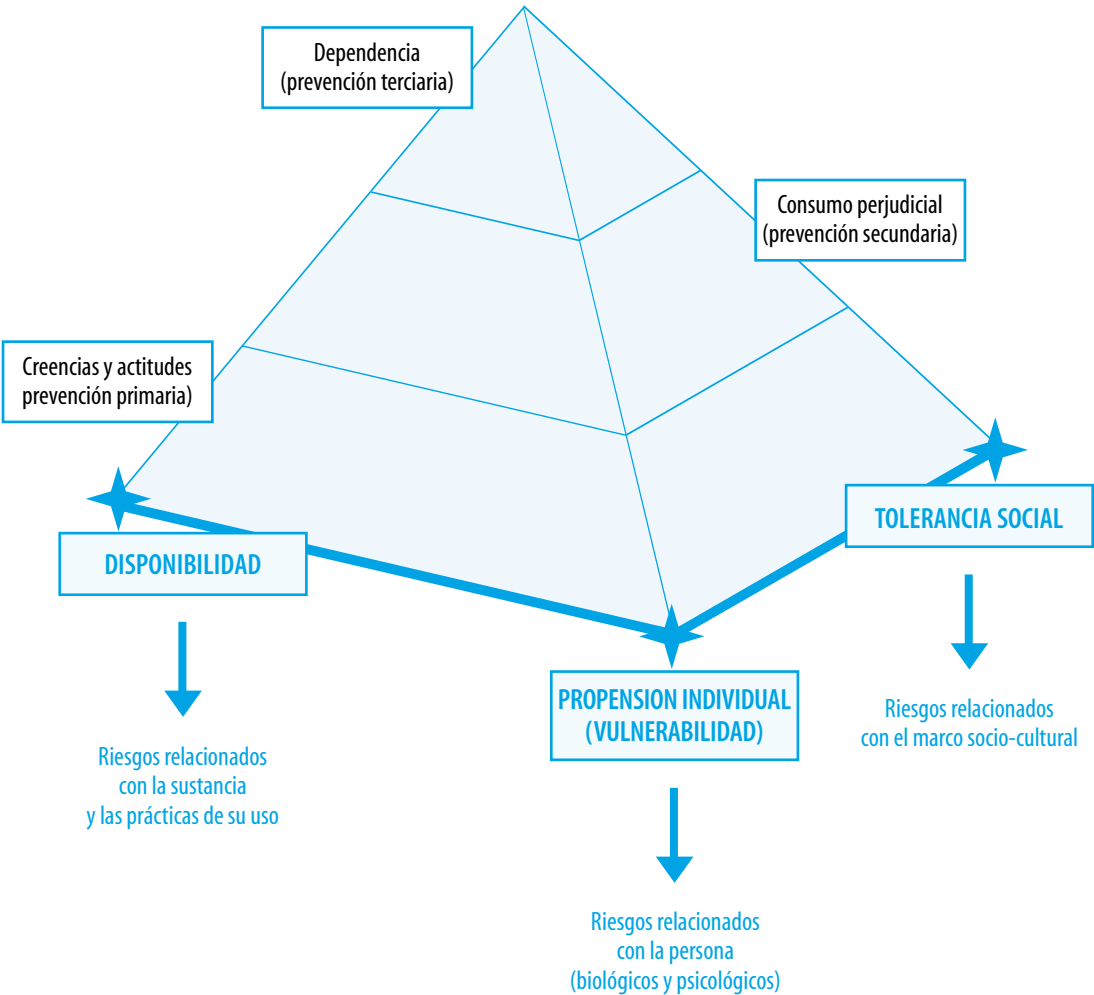 Dependencia
(prevención terciaria)
Consumo perjudicial
(prevención secundaria)
Creencias y actitudes
prevención primaria)
TOLERANCIA SOCIAL
DISPONIBILIDAD
PROPENSION INDIVIDUAL
(VULNERABILIDAD)
Riesgos relacionados
con el marco socio-cultural
Riesgos relacionados
con la sustancia
y las prácticas de su uso
Riesgos relacionados
con la persona
(biológicos y psicológicos)